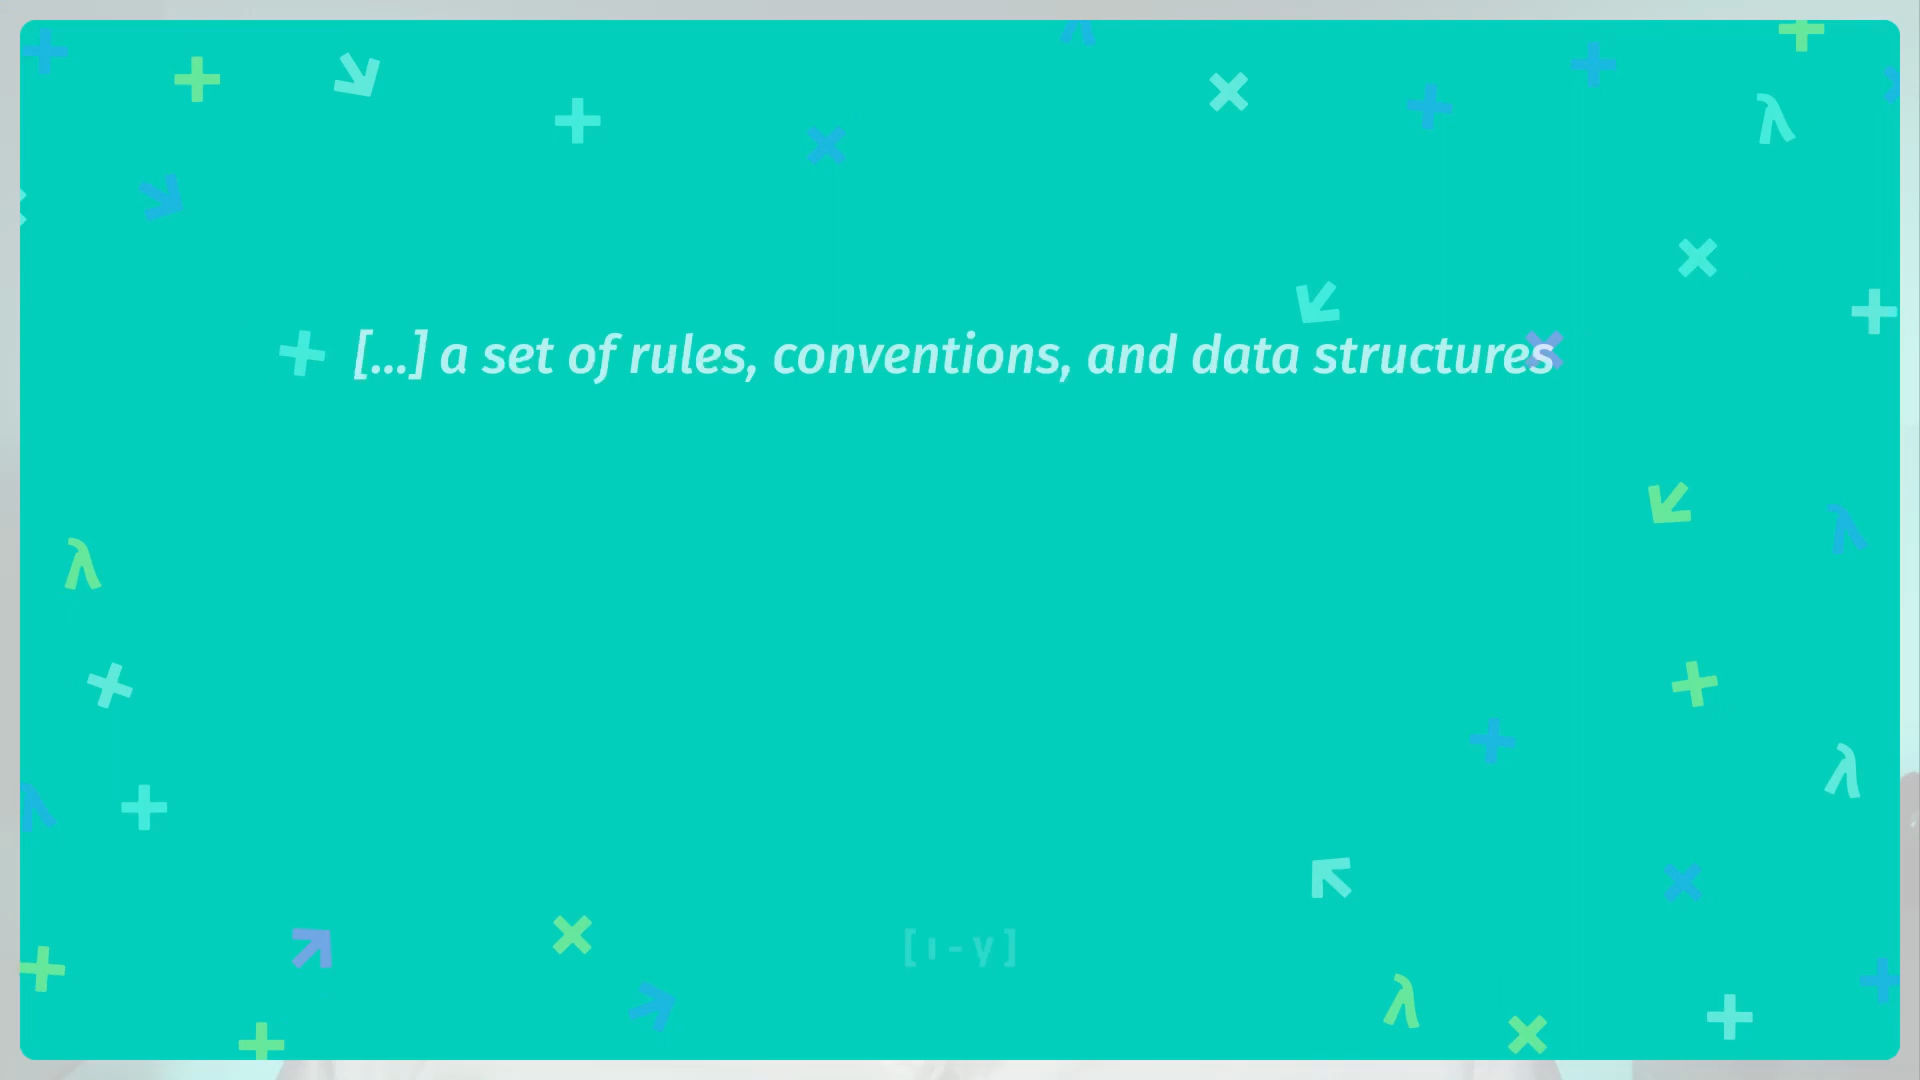 [...] a set of rules, conventions, and data structures
[ı-γ]